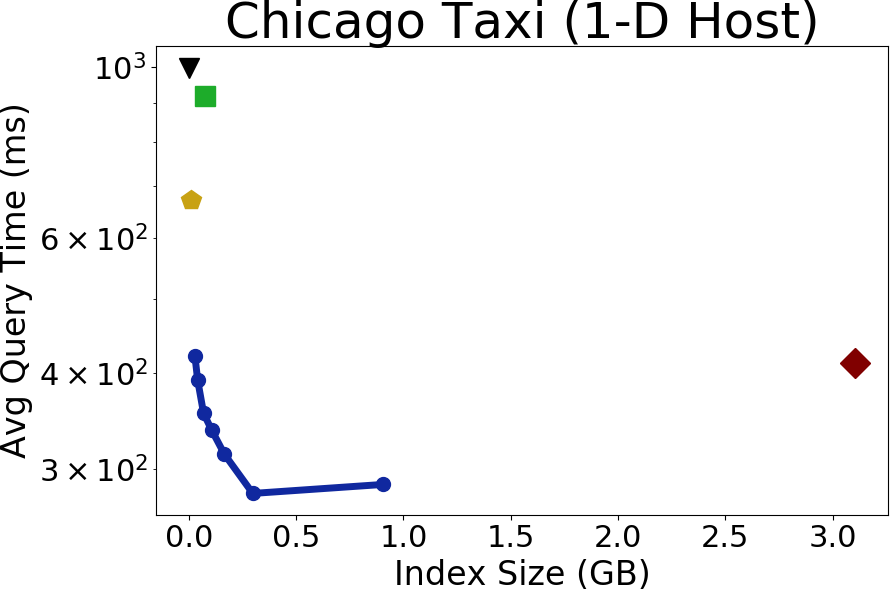 Chicago Taxi (1-D Host)
Avg Query Time (ms)
10³
6 × 10²
4 × 10²
3 × 10²
0.0 0.5 1.0 1.5 2.0 2.5 3.0
Index Size (GB)